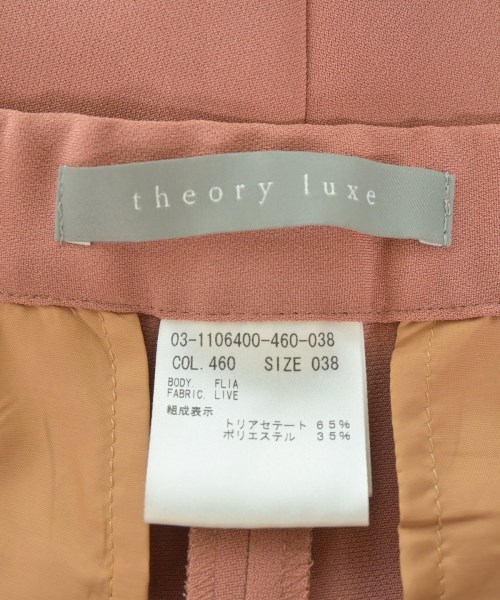 theory luxe
03-1106400-460-038
COL.460 SIZE 038
BODY. FLIA
FABRIC. LIVE
組成表示
トリアセテート 65%
ポリエステル 35%